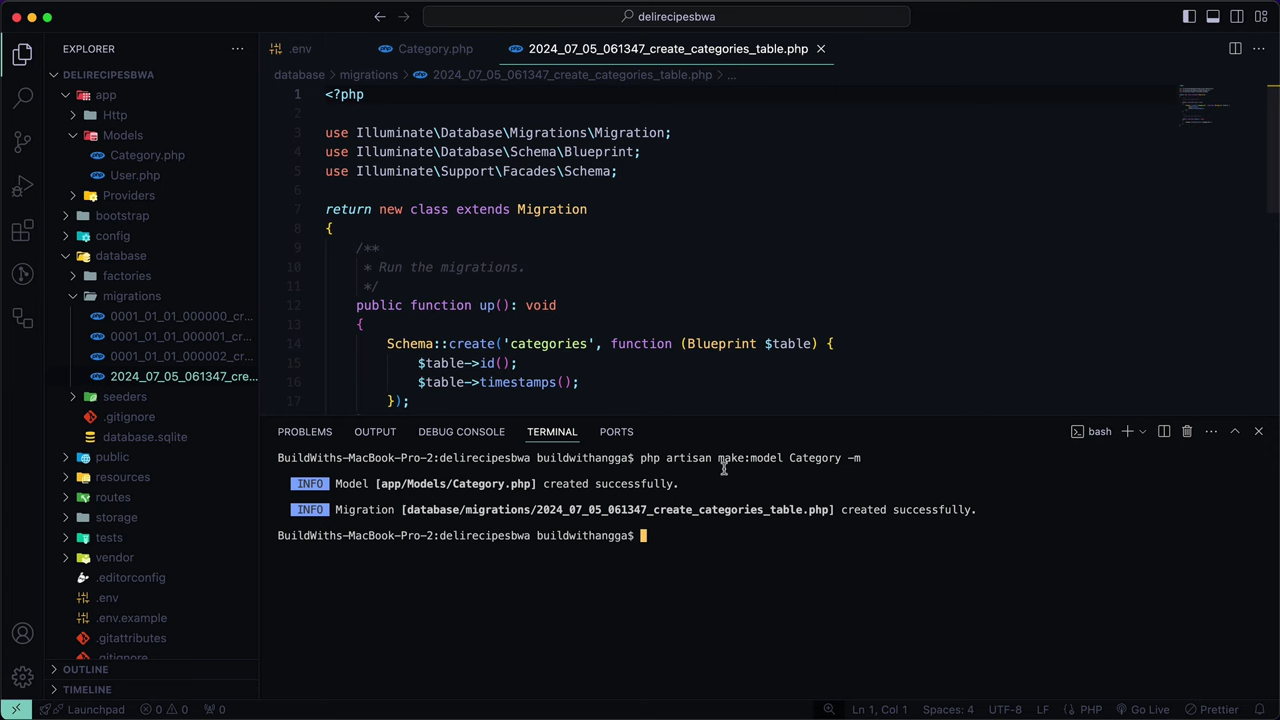 delirecipesbwa
EXPLORER
.env
Category.php
2024_07_05_061347_create_categories_table.php
DELIRECIPESBWA
app
Http
Models
Category.php
User.php
Providers
bootstrap
config
database
factories
migrations
0001_01_01_000000_cr...
0001_01_01_000001_cr...
0001_01_01_000002_cr...
2024_07_05_061347_cre...
seeders
.gitignore
database.sqlite
public
resources
routes
storage
tests
vendor
.editorconfig
.env
.env.example
.gitattributes
.gitignore
OUTLINE
TIMELINE
database > migrations > 2024_07_05_061347_create_categories_table.php > ...
1 <?php
2
3 use Illuminate\Database\Migrations\Migration;
4 use Illuminate\Database\Schema\Blueprint;
5 use Illuminate\Support\Facades\Schema;
6
7 return new class extends Migration
8 {
9 /**
10 * Run the migrations.
11 */
12 public function up(): void
13 {
14 Schema::create('categories', function (Blueprint $table) {
15 $table->id();
16 $table->timestamps();
17 });
PROBLEMS OUTPUT DEBUG CONSOLE TERMINAL PORTS bash
BuildWiths-MacBook-Pro-2:delirecipesbwa buildwithangga$ php artisan make:model Category -m
INFO Model [app/Models/Category.php] created successfully.
INFO Migration [database/migrations/2024_07_05_061347_create_categories_table.php] created successfully.
BuildWiths-MacBook-Pro-2:delirecipesbwa buildwithangga$
Launchpad 0 0 0 Ln 1, Col 1 Spaces: 4 UTF-8 LF PHP Go Live Prettier